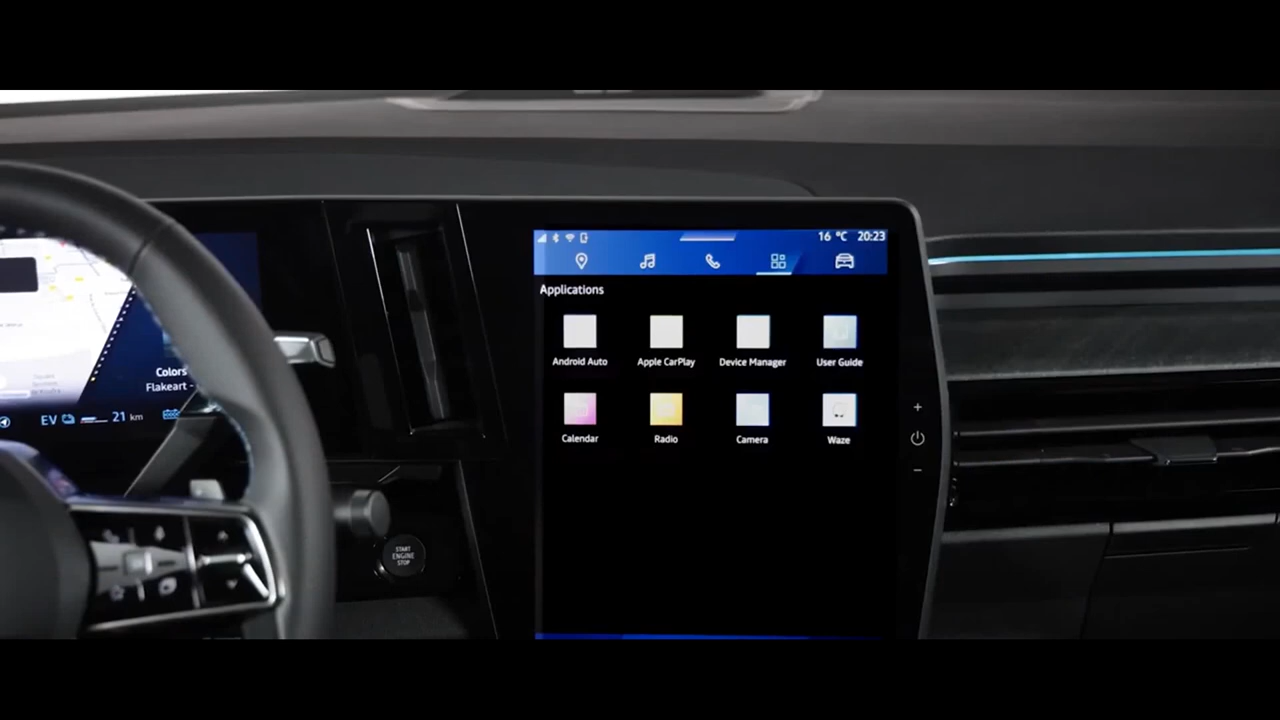 16 °C 20:23
Applications
Android Auto
Apple CarPlay
Device Manager
User Guide
Calendar
Radio
Camera
Waze
Colors
Flakeart -
EV
21 km
START
ENGINE
STOP